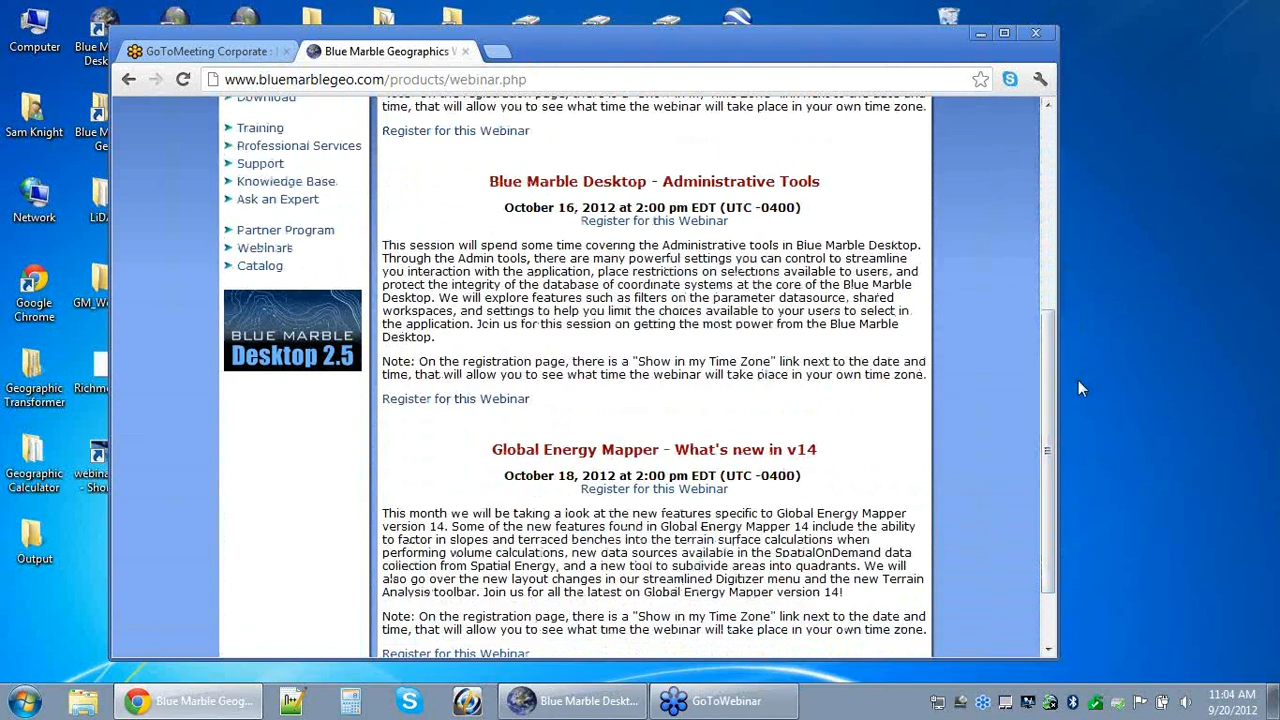 Computer
Blue M
Desk
GoToMeeting Corporate :
Blue Marble Geographics W
www.bluemarblegeo.com/products/webinar.php
Sam Knight
Blue M
Ge
Network
LiD
Google
Chrome
GM_W
Geographic
Transformer
Richm
Geographic
Calculator
webina
- Sho
Output
Download
Training
Professional Services
Support
Knowledge Base
Ask an Expert
Partner Program
Webinars
Catalog
BLUE MARBLE
Desktop 2.5
time, that will allow you to see what time the webinar will take place in your own time zone.
Register for this Webinar
Blue Marble Desktop - Administrative Tools
October 16, 2012 at 2:00 pm EDT (UTC -0400)
Register for this Webinar
This session will spend some time covering the Administrative tools in Blue Marble Desktop.
Through the Admin tools, there are many powerful settings you can control to streamline
you interaction with the application, place restrictions on selections available to users, and
protect the integrity of the database of coordinate systems at the core of the Blue Marble
Desktop. We will explore features such as filters on the parameter datasource, shared
workspaces, and settings to help you limit the choices available to your users to select in
the application. Join us for this session on getting the most power from the Blue Marble
Desktop.
Note: On the registration page, there is a "Show in my Time Zone" link next to the date and
time, that will allow you to see what time the webinar will take place in your own time zone.
Register for this Webinar
Global Energy Mapper - What's new in v14
October 18, 2012 at 2:00 pm EDT (UTC -0400)
Register for this Webinar
This month we will be taking a look at the new features specific to Global Energy Mapper
version 14. Some of the new features found in Global Energy Mapper 14 include the ability
to factor in slopes and terraced benches into the terrain surface calculations when
performing volume calculations, new data sources available in the SpatialOnDemand data
collection from Spatial Energy, and a new tool to subdivide areas into quadrants. We will
also go over the new layout changes in our streamlined Digitizer menu and the new Terrain
Analysis toolbar. Join us for all the latest on Global Energy Mapper version 14!
Note: On the registration page, there is a "Show in my Time Zone" link next to the date and
time, that will allow you to see what time the webinar will take place in your own time zone.
Register for this Webinar
Blue Marble Geog...
Blue Marble Deskt...
GoToWebinar
11:04 AM
9/20/2012